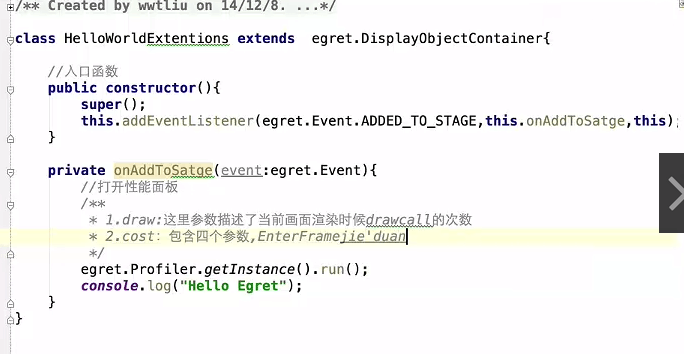 /** Created by wwtliu on 14/12/8. ...*/
class HelloWorldExtentions extends  egret.DisplayObjectContainer{
//入口函数
public constructor(){
super();
this.addEventListener(egret.Event.ADDED_TO_STAGE,this.onAddToSatge,this);
}
private onAddToSatge(event:egret.Event){
//打开性能面板
/**
* 1.draw:这里参数描述了当前画面渲染时候drawcall的次数
* 2.cost：包含四个参数,EnterFramejie'duan
*/
egret.Profiler.getInstance().run();
console.log("Hello Egret");
}
}